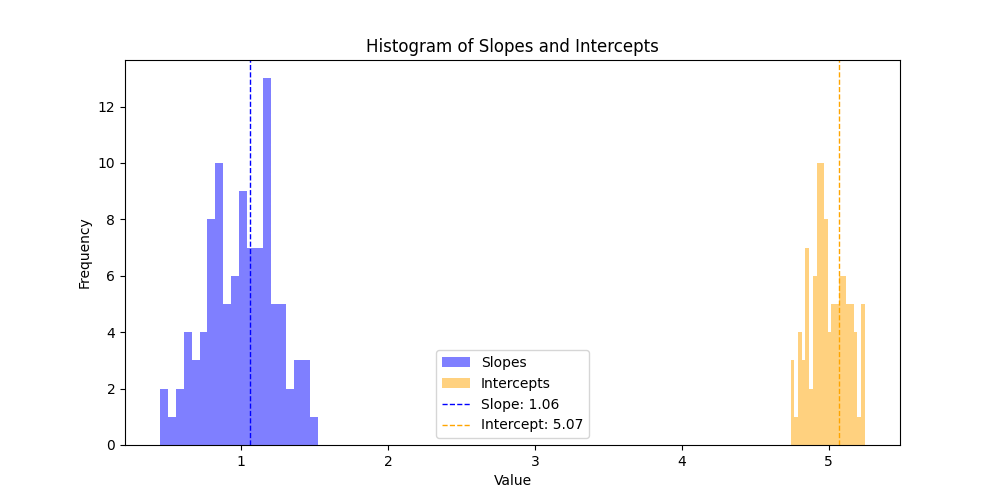 Histogram of Slopes and Intercepts
Frequency
12
10
8
6
4
2
0
Slopes
Intercepts
Slope: 1.06
Intercept: 5.07
1 2 3 4 5
Value